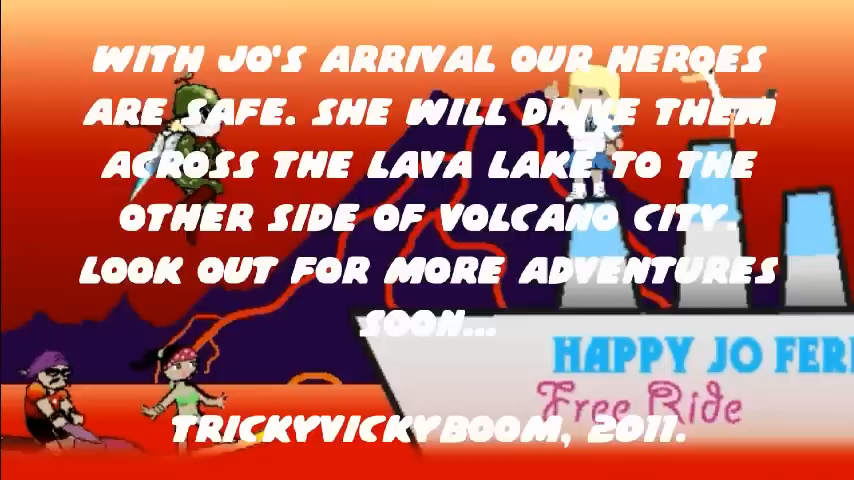 WITH JO'S ARRIVAL OUR HEROES
ARE SAFE. SHE WILL DRIVE THEM
ACROSS THE LAVA LAKE TO THE
OTHER SIDE OF VOLCANO CITY.
LOOK OUT FOR MORE ADVENTURES
SOON...
HAPPY JO FERI
Free Ride
TRICKYVICKYBOOM, 2011.